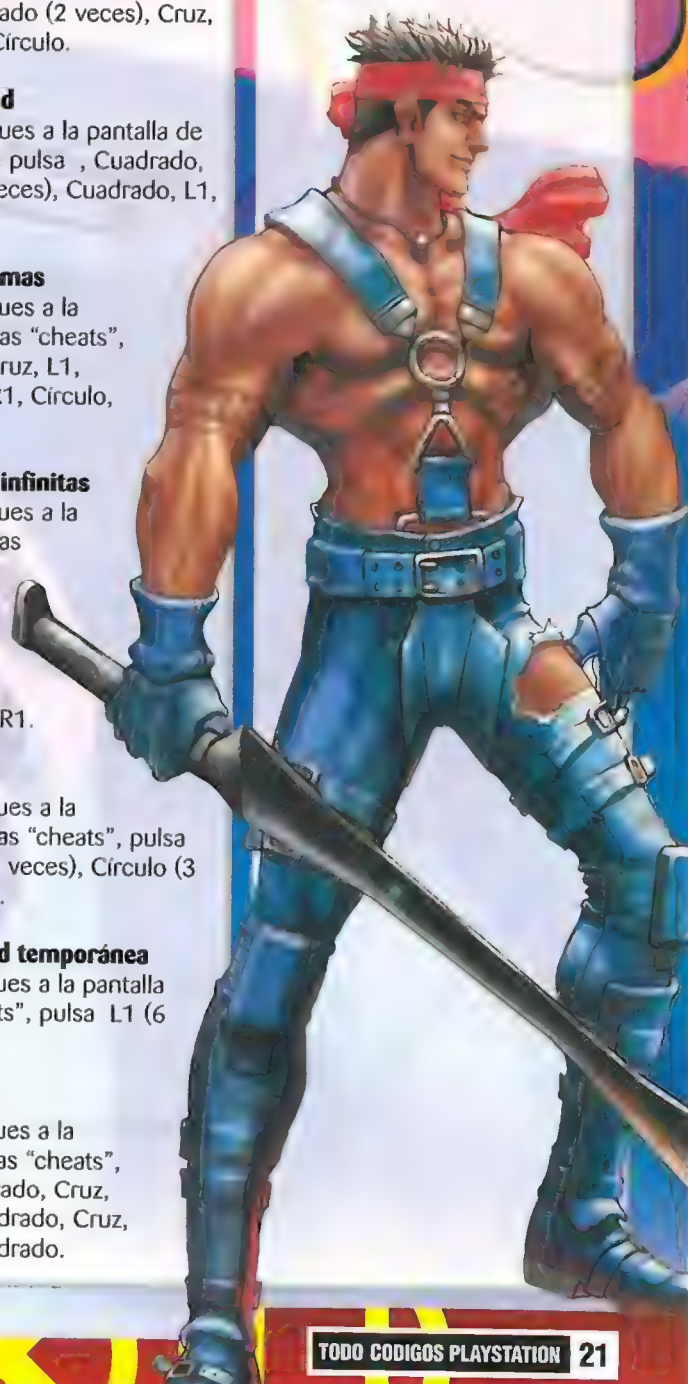 ado (2 veces), Cruz,
Círculo.
d
ues a la pantalla de
pulsa , Cuadrado,
eces), Cuadrado, L1,
mas
ues a la
as "cheats",
ruz, L1,
1, Círculo,
infinitas
ues a la
as
R1.
ues a la
as "cheats", pulsa
veces), Círculo (3
.
d temporánea
ues a la pantalla
ts", pulsa L1 (6
ues a la
as "cheats",
ado, Cruz,
drado, Cruz,
drado.
TODO CODIGOS PLAYSTATION 21